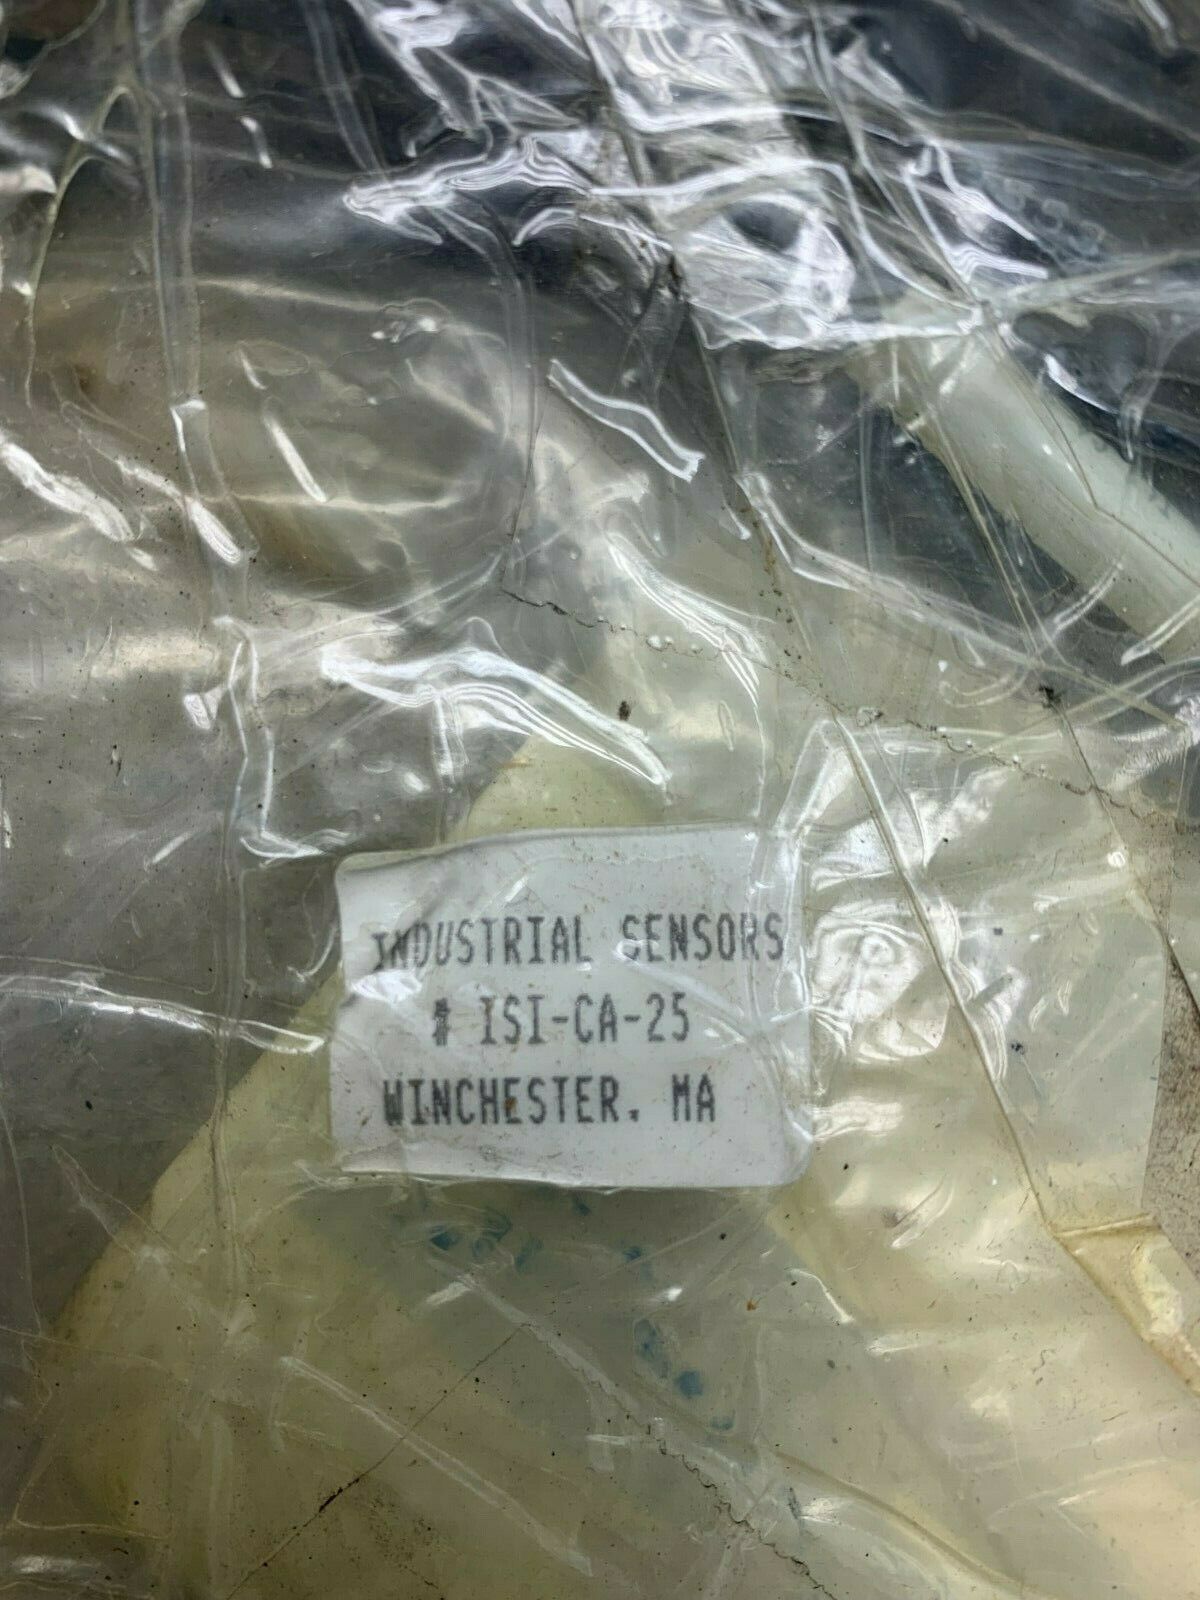 INDUSTRIAL SENSORS
# ISI-CA-25
WINCHESTER. MA